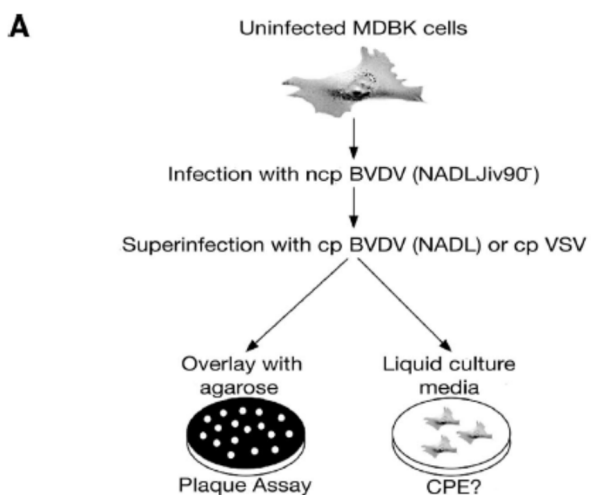 A
Uninfected MDBK cells
Infection with ncp BVDV (NADLJiv90⁻)
Superinfection with cp BVDV (NADL) or cp VSV
Overlay with
agarose
Liquid culture
media
Plaque Assay
CPE?